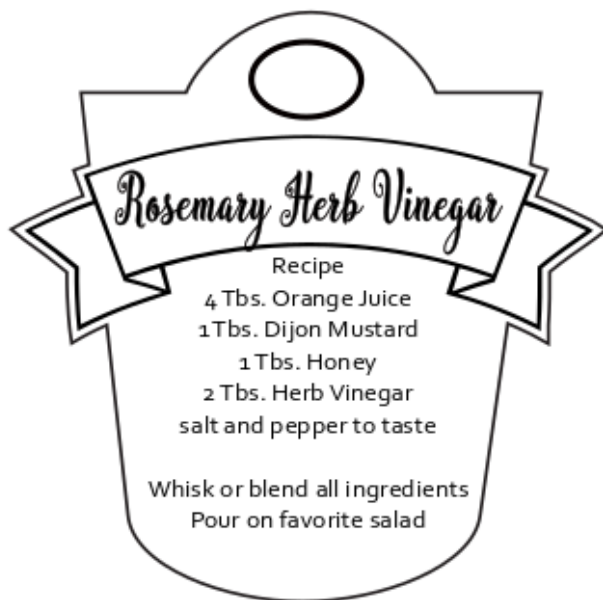 Rosemary Herb Vinegar
Recipe
4 Tbs. Orange Juice
1 Tbs. Dijon Mustard
1 Tbs. Honey
2 Tbs. Herb Vinegar
salt and pepper to taste
Whisk or blend all ingredients
Pour on favorite salad